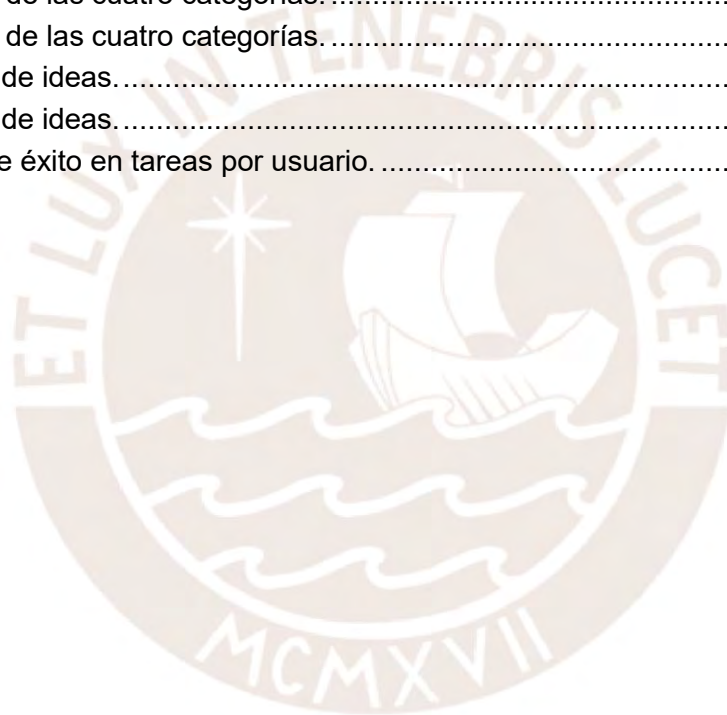 de las cuatro categorías. ...........................................
de las cuatro categorías. ...........................................
de ideas. ....................................................................
de ideas. ....................................................................
e éxito en tareas por usuario. .....................................
ET LUX IN TENEBRIS LUCET
MCMXVII